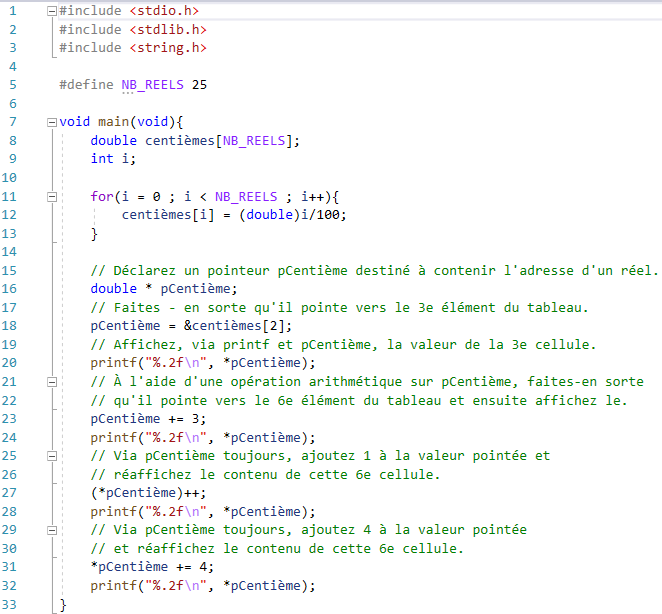 1 #include <stdio.h>
2 #include <stdlib.h>
3 #include <string.h>
4
5 #define NB_REELS 25
6
7 void main(void){
8 double centièmes[NB_REELS];
9 int i;
10
11 for(i = 0 ; i < NB_REELS ; i++){
12 centièmes[i] = (double)i/100;
13 }
14
15 // Déclarez un pointeur pCentième destiné à contenir l'adresse d'un réel.
16 double * pCentième;
17 // Faites - en sorte qu'il pointe vers le 3e élément du tableau.
18 pCentième = &centièmes[2];
19 // Affichez, via printf et pCentième, la valeur de la 3e cellule.
20 printf("%.2f\n", *pCentième);
21 // À l'aide d'une opération arithmétique sur pCentième, faites-en sorte
22 // qu'il pointe vers le 6e élément du tableau et ensuite affichez le.
23 pCentième += 3;
24 printf("%.2f\n", *pCentième);
25 // Via pCentième toujours, ajoutez 1 à la valeur pointée et
26 // réaffichez le contenu de cette 6e cellule.
27 (*pCentième)++;
28 printf("%.2f\n", *pCentième);
29 // Via pCentième toujours, ajoutez 4 à la valeur pointée
30 // et réaffichez le contenu de cette 6e cellule.
31 *pCentième += 4;
32 printf("%.2f\n", *pCentième);
33 }